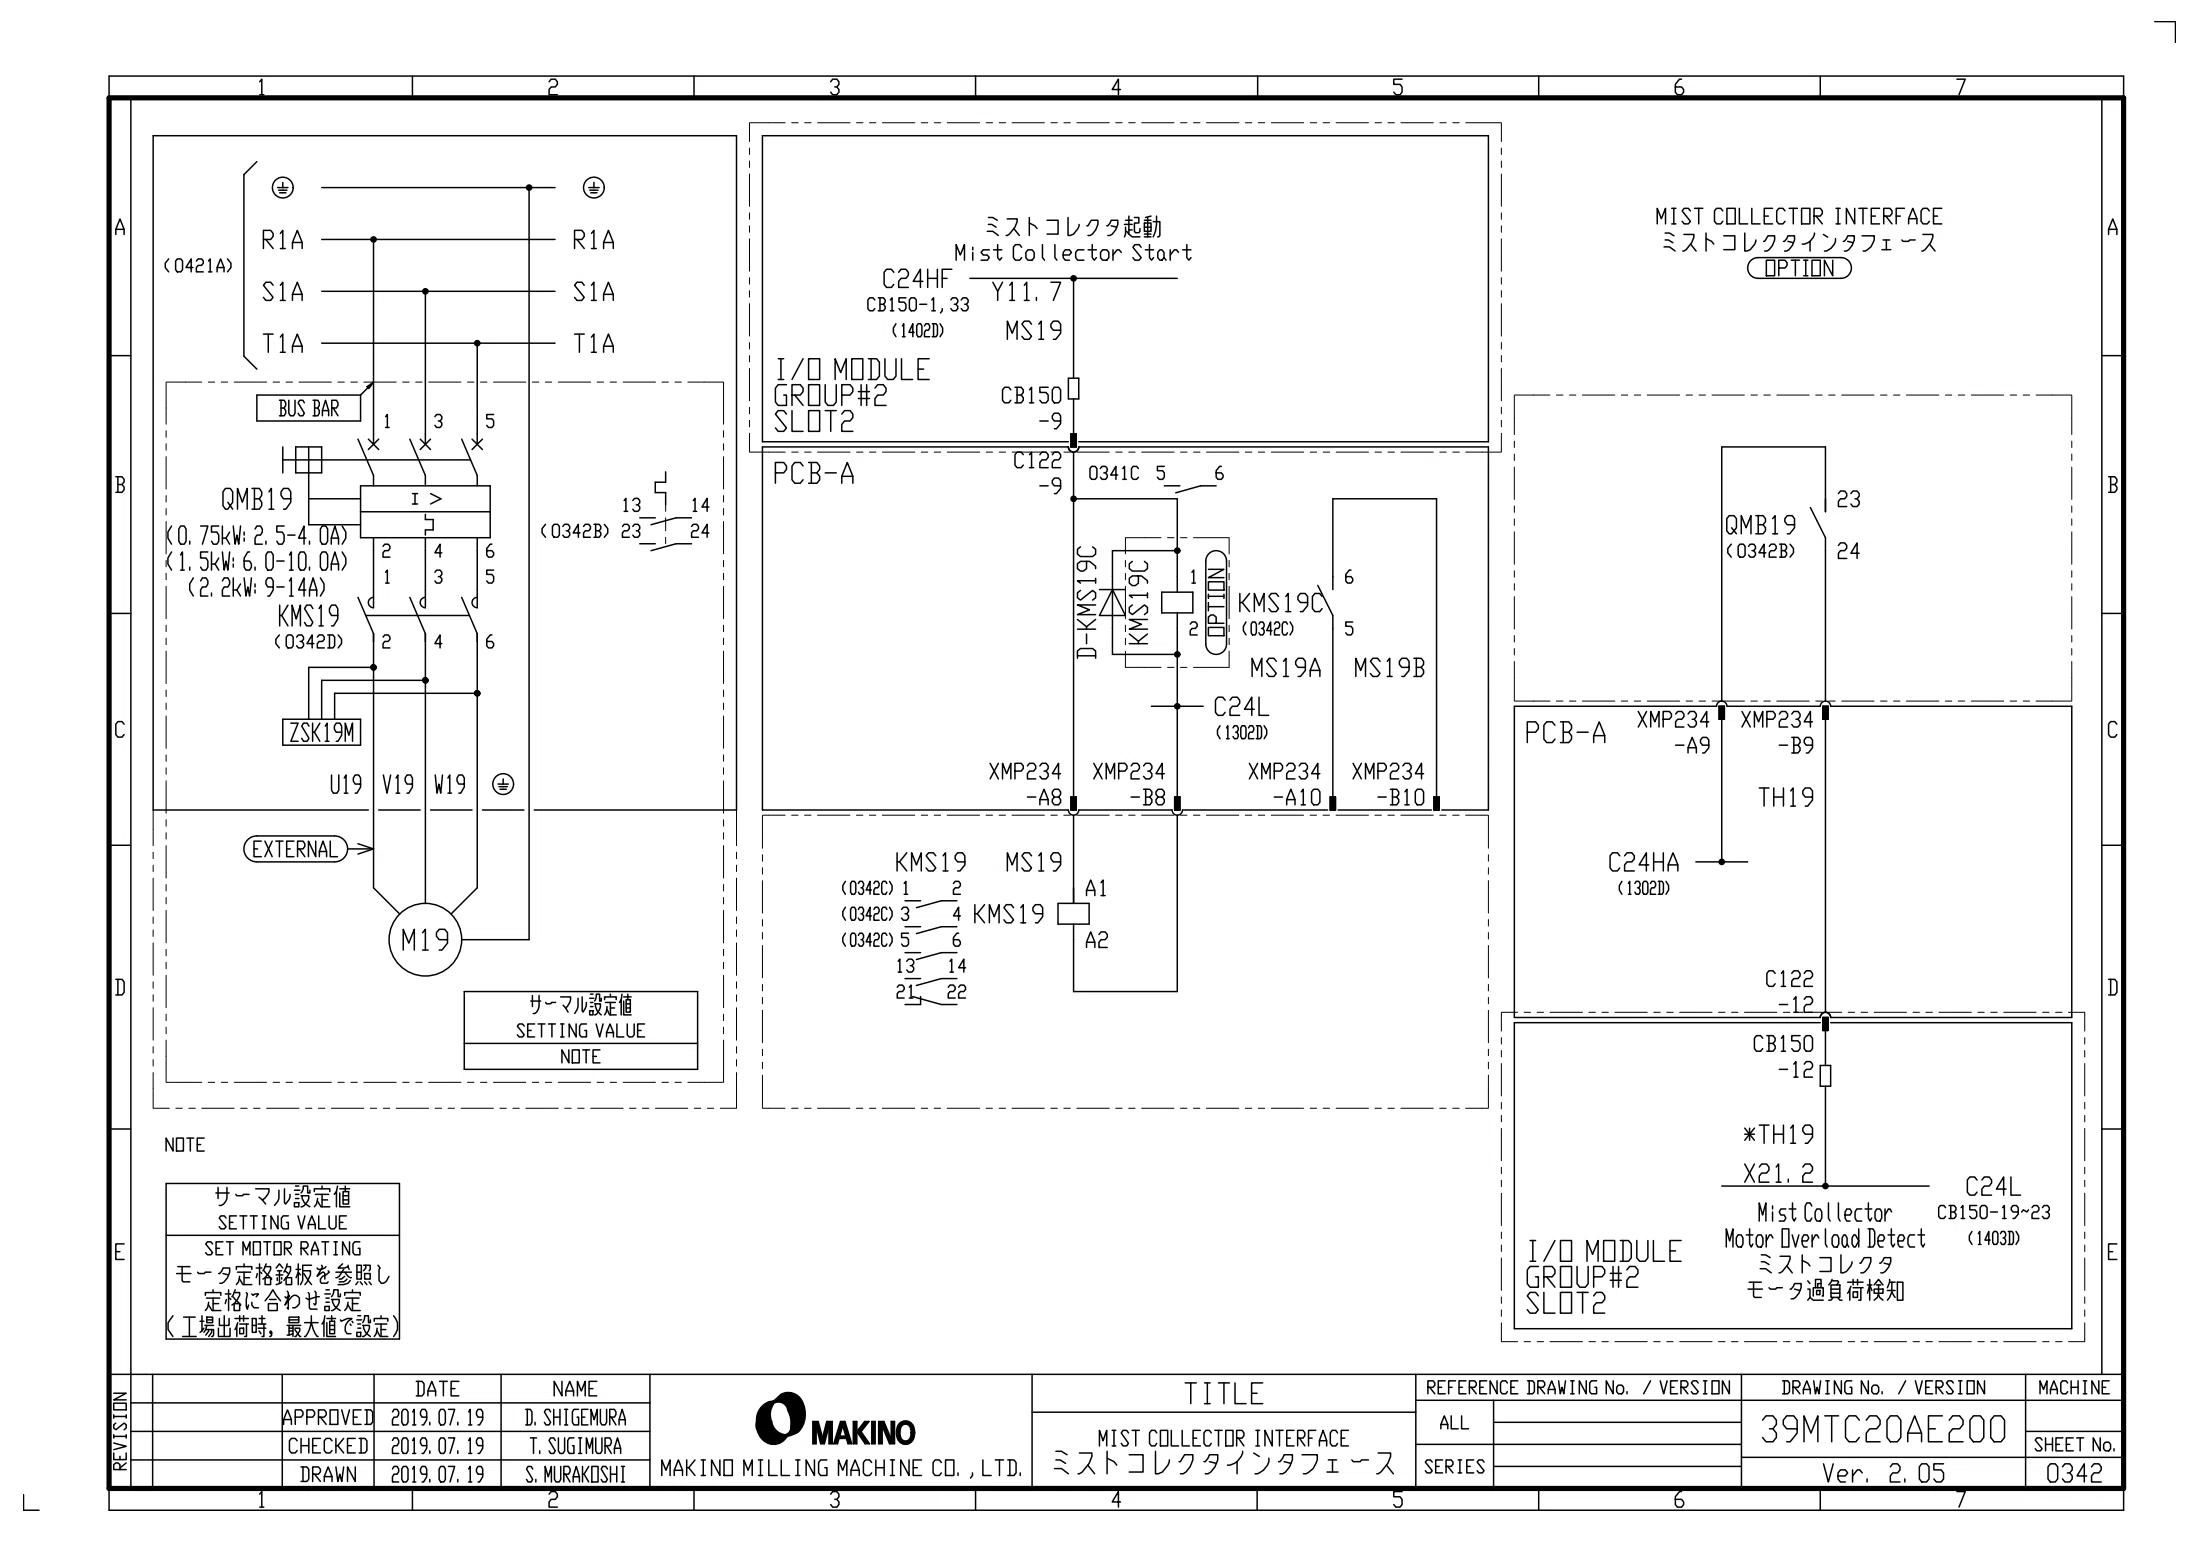 1 2 3 4 5 6 7
A
B
C
D
E
(0421A)
R1A R1A
S1A S1A
T1A T1A
BUS BAR
1 3 5
QMB19
I >
(0.75kW:2.5-4.0A)
(1.5kW:6.0-10.0A)
(2.2kW:9-14A)
2 4 6
1 3 5
KMS19
(0342D)
2 4 6
13 14
(0342B) 23 24
ZSK19M
U19 V19 W19
EXTERNAL
M19
サーマル設定値
SETTING VALUE
NOTE
NOTE
サーマル設定値
SETTING VALUE
SET MOTOR RATING
モータ定格銘板を参照し
定格に合わせ設定
(工場出荷時,最大値で設定)
ミストコレクタ起動
Mist Collector Start
C24HF
CB150-1,33
(1402D)
Y11.7
MS19
I/O MODULE
GROUP#2
SLOT2
CB150
-9
PCB-A
C122
-9
0341C 5 6
D-KMS19C
KMS19C
1
2
OPTION
KMS19C
(0342C)
6
5
MS19A MS19B
C24L
(1302D)
XMP234
-A8
XMP234
-B8
XMP234
-A10
XMP234
-B10
KMS19 MS19
(0342C) 1 2
(0342C) 3 4
(0342C) 5 6
13 14
21 22
KMS19
A1
A2
MIST COLLECTOR INTERFACE
ミストコレクタインタフェース
OPTION
QMB19
(0342B)
23
24
PCB-A
XMP234
-A9
XMP234
-B9
TH19
C24HA
(1302D)
C122
-12
CB150
-12
*TH19
X21.2
C24L
CB150-19~23
(1403D)
Mist Collector
Motor Overload Detect
ミストコレクタ
モータ過負荷検知
I/O MODULE
GROUP#2
SLOT2
A
B
C
D
E
REVISION
DATE NAME
APPROVED 2019.07.19 D. SHIGEMURA
CHECKED 2019.07.19 T. SUGIMURA
DRAWN 2019.07.19 S. MURAKOSHI
MAKINO
MAKINO MILLING MACHINE CO.,LTD.
TITLE
MIST COLLECTOR INTERFACE
ミストコレクタインタフェース
REFERENCE DRAWING No. / VERSION
ALL
SERIES
DRAWING No. / VERSION
39MTC20AE200
Ver. 2.05
MACHINE
SHEET No.
0342
1 2 3 4 5 6 7